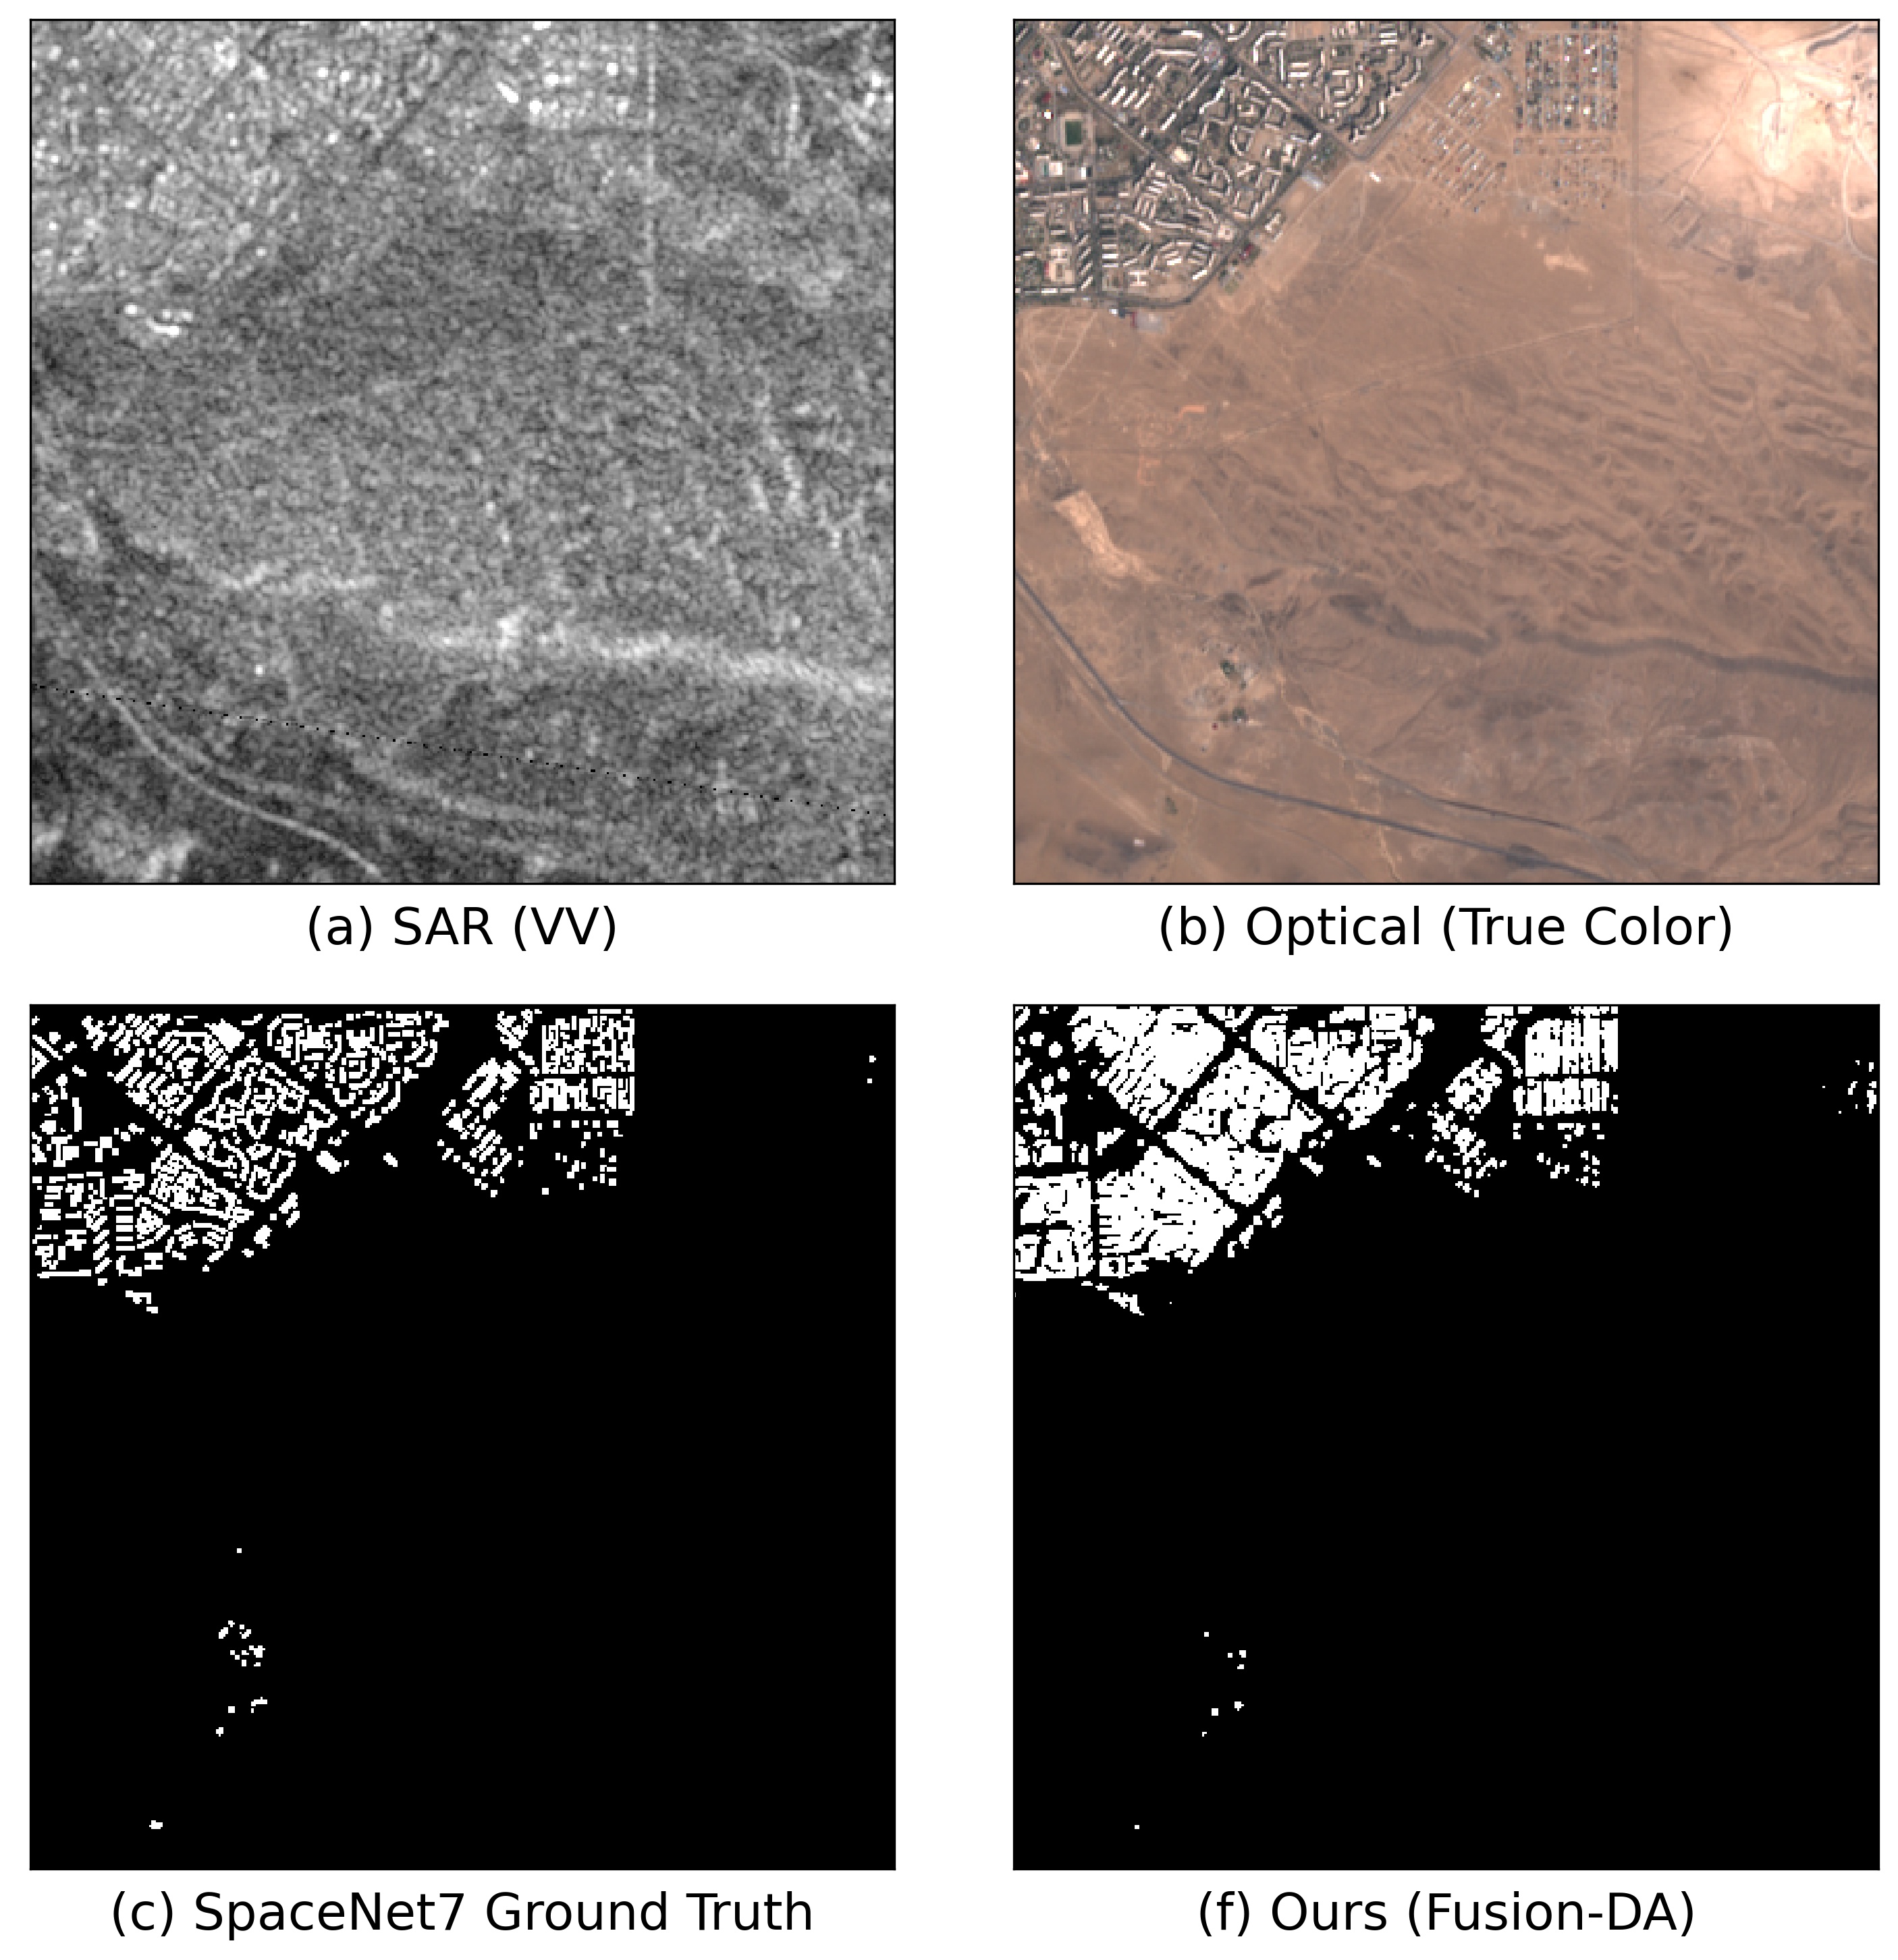 (a) SAR (VV)
(b) Optical (True Color)
(c) SpaceNet7 Ground Truth
(f) Ours (Fusion-DA)